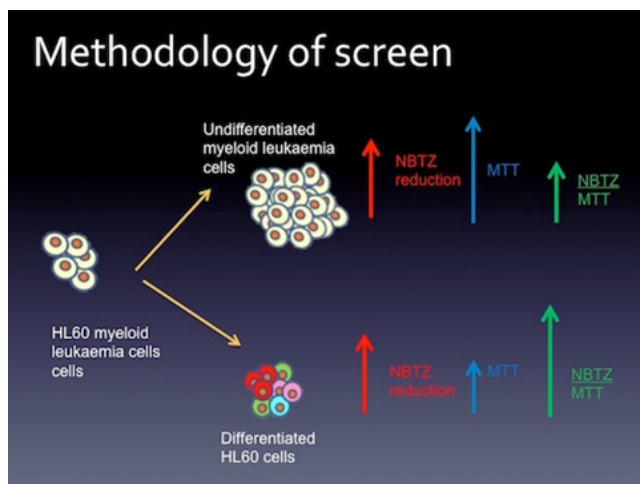 Methodology of screen
Undifferentiated
myeloid leukaemia
cells
NBTZ
reduction
MTT
NBTZ
MTT
HL60 myeloid
leukaemia cells
cells
NBTZ
reduction
MTT
NBTZ
MTT
Differentiated
HL60 cells